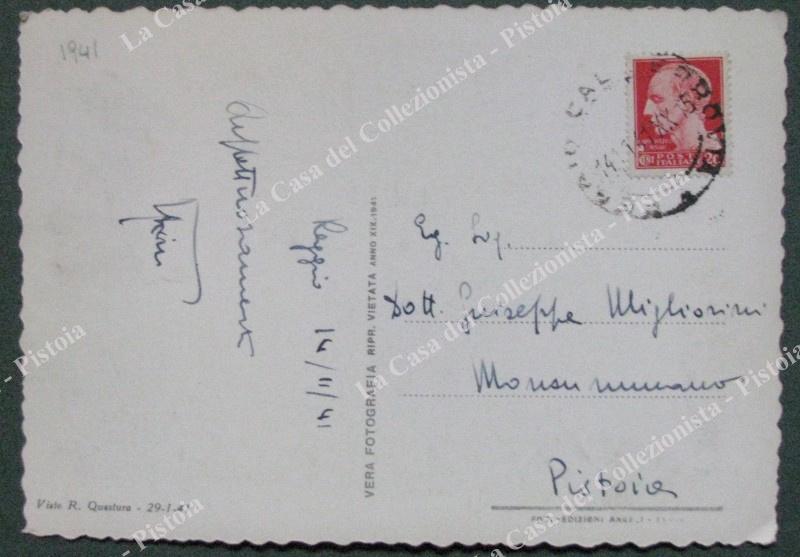 1941
Rispettuosamente
Reggio 14/11/41
VERA FOTOGRAFIA RIPR. VIETATA ANNO XIX-1941
Eg. Sig.
Dott. Giuseppe Migliorini
Monsummano
Pistoia
Visto R. Questura - 29-1-41
POSTE
ITALIANE
La Casa del Collezionista - Pistoia